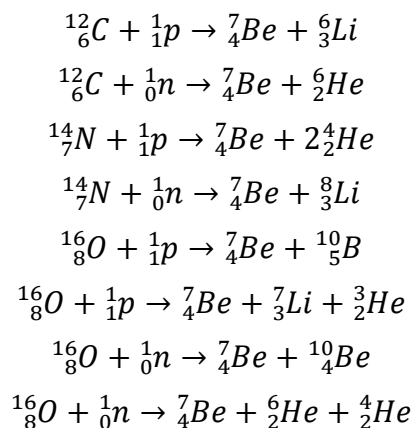 ¹²₆C + ¹₁p → ⁷₄Be + ⁶₃Li
¹²₆C + ¹₀n → ⁷₄Be + ⁶₂He
¹⁴₇N + ¹₁p → ⁷₄Be + 2⁴₂He
¹⁴₇N + ¹₀n → ⁷₄Be + ⁸₃Li
¹⁶₈O + ¹₁p → ⁷₄Be + ¹⁰₅B
¹⁶₈O + ¹₁p → ⁷₄Be + ⁷₃Li + ³₂He
¹⁶₈O + ¹₀n → ⁷₄Be + ¹⁰₄Be
¹⁶₈O + ¹₀n → ⁷₄Be + ⁶₂He + ⁴₂He